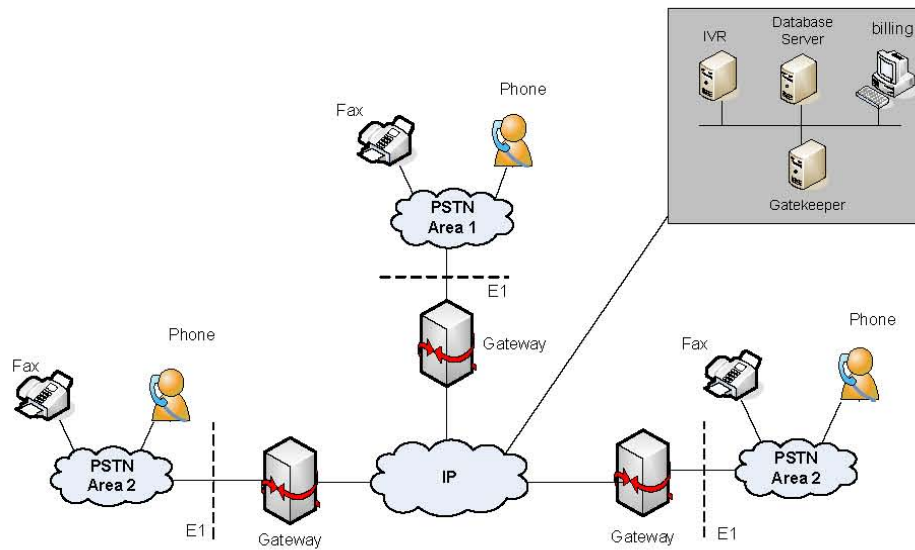 IVR
Database
Server
billing
Gatekeeper
Fax
Phone
PSTN
Area 1
E1
Gateway
Fax
Phone
PSTN
Area 2
E1
Gateway
IP
Fax
Phone
PSTN
Area 2
E1
Gateway